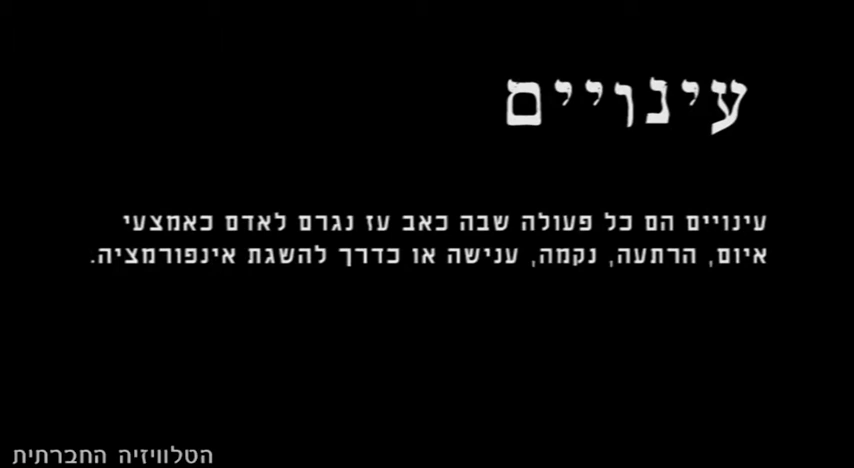 עינויים
עינויים הם כל פעולה שבה כאב עז נגרם לאדם כאמצעי
איום, הרתעה, נקמה, ענישה או כדרך להשגת אינפורמציה.
הטלוויזיה החברתית